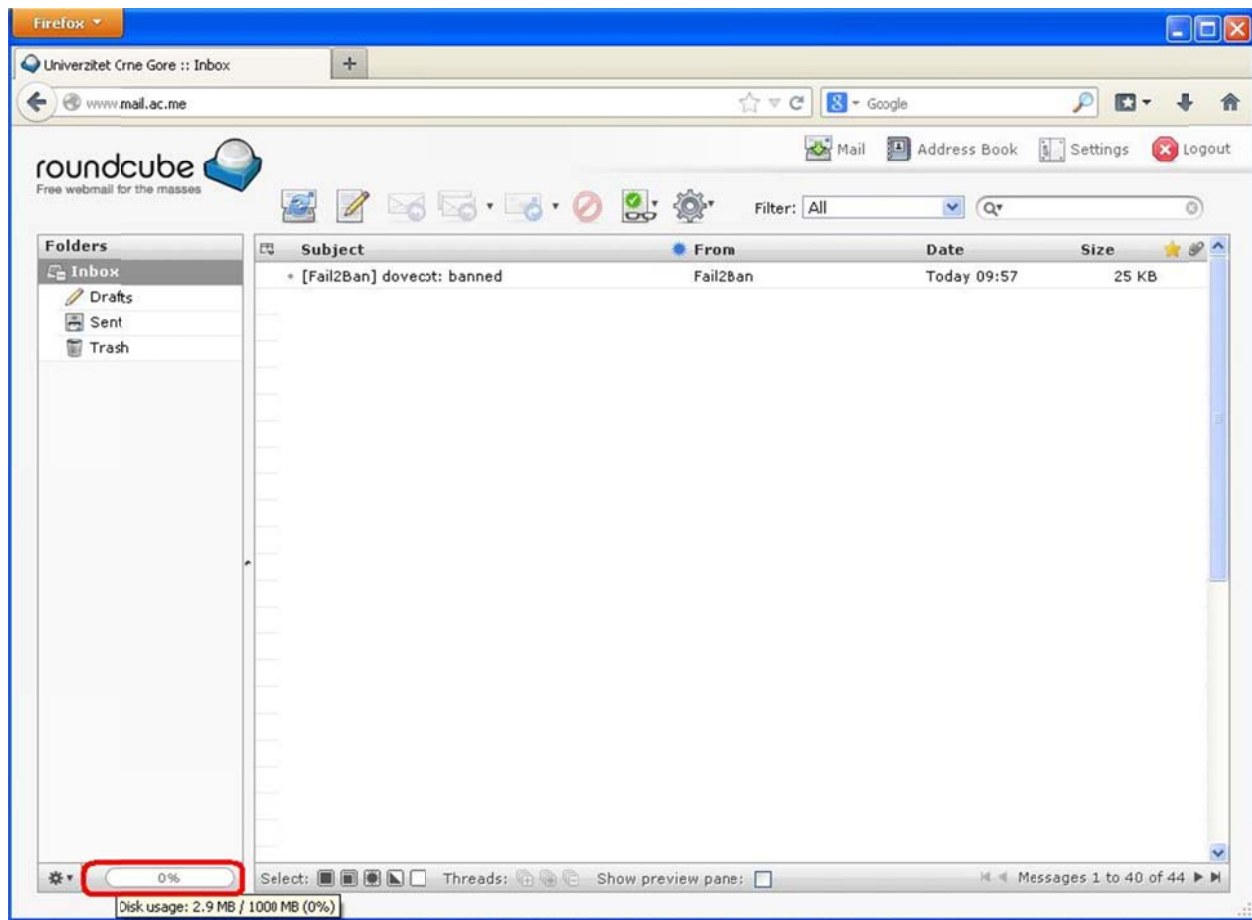 Firefox
Univerzitet Crne Gore :: Inbox
www.mail.ac.me
Google
roundcube
Free webmail for the masses
Mail Address Book Settings Logout
Filter: All
Folders
Subject From Date Size
Inbox
[Fail2Ban] dovecot: banned Fail2Ban Today 09:57 25 KB
Drafts
Sent
Trash
0% Select: Threads: Show preview pane: Messages 1 to 40 of 44
Disk usage: 2.9 MB / 1000 MB (0%)